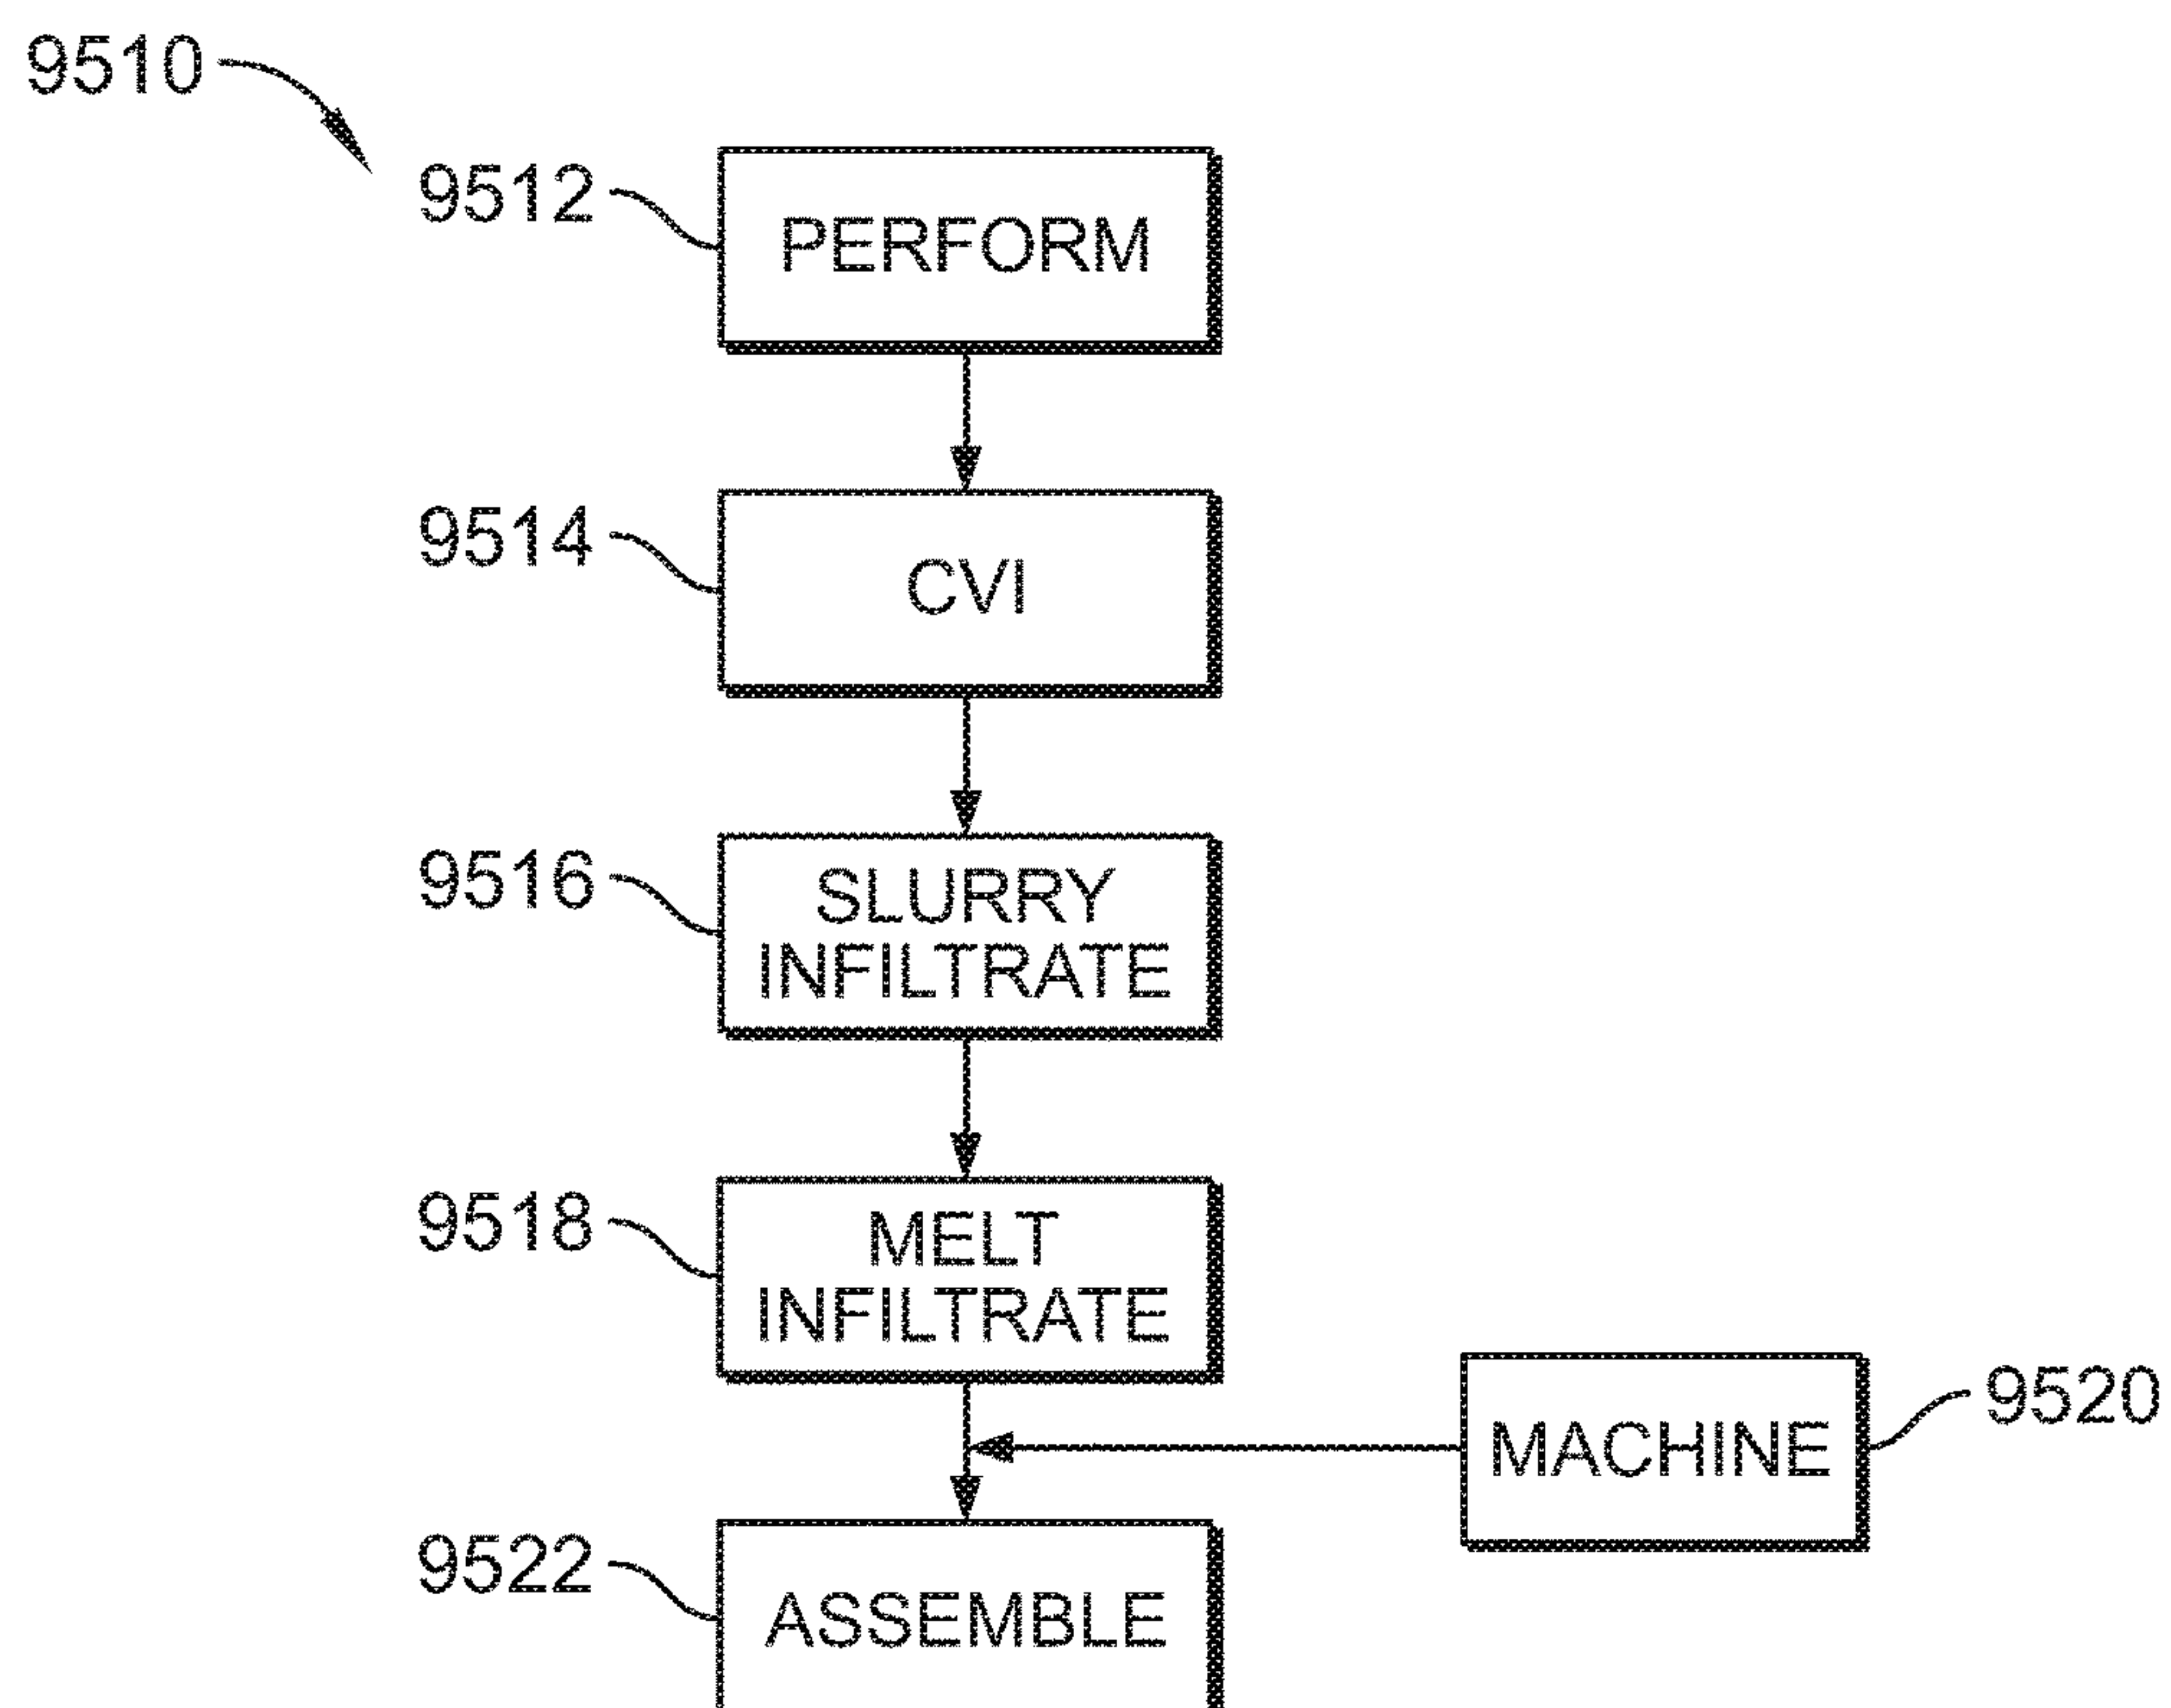 9510
9512
PERFORM
9514
CVI
9516
SLURRY
INFILTRATE
9518
MELT
INFILTRATE
MACHINE
9520
9522
ASSEMBLE